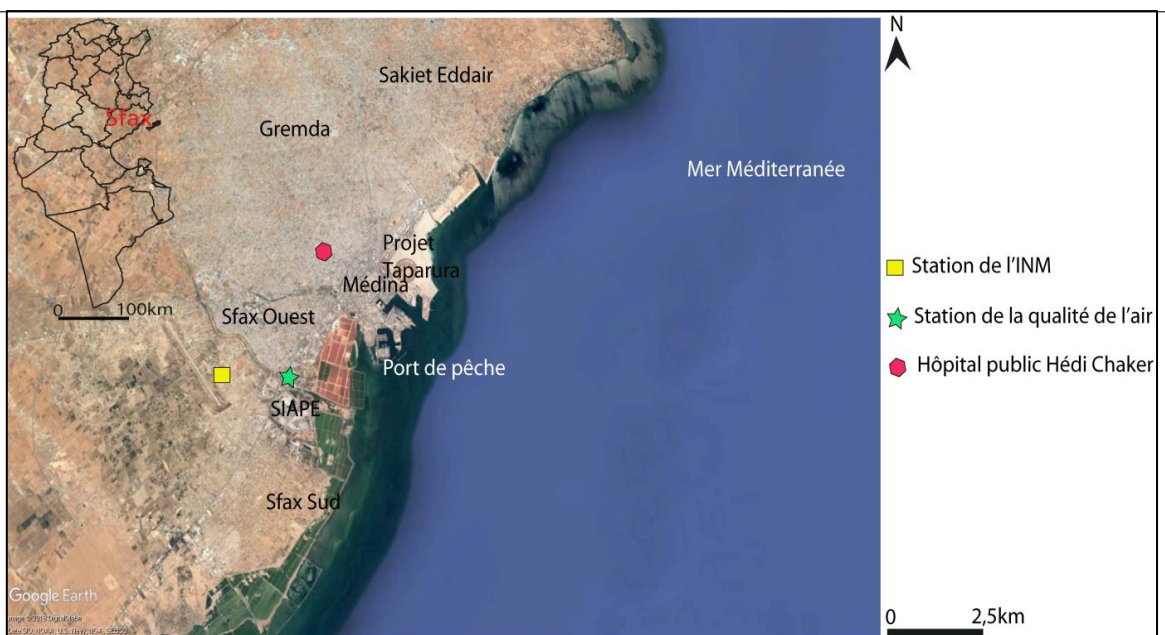 N
Sakiet Eddair
Sfax
Gremda
Mer Méditerranée
Projet
Taparura
Médina
Station de l'INM
0 100km
Sfax Ouest
Station de la qualité de l'air
Port de pêche
Hôpital public Hédi Chaker
SIAPE
Sfax Sud
Google Earth
0 2,5km